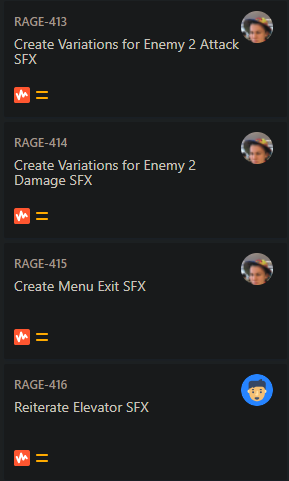 RAGE-413
Create Variations for Enemy 2 Attack
SFX
RAGE-414
Create Variations for Enemy 2
Damage SFX
RAGE-415
Create Menu Exit SFX
RAGE-416
Reiterate Elevator SFX